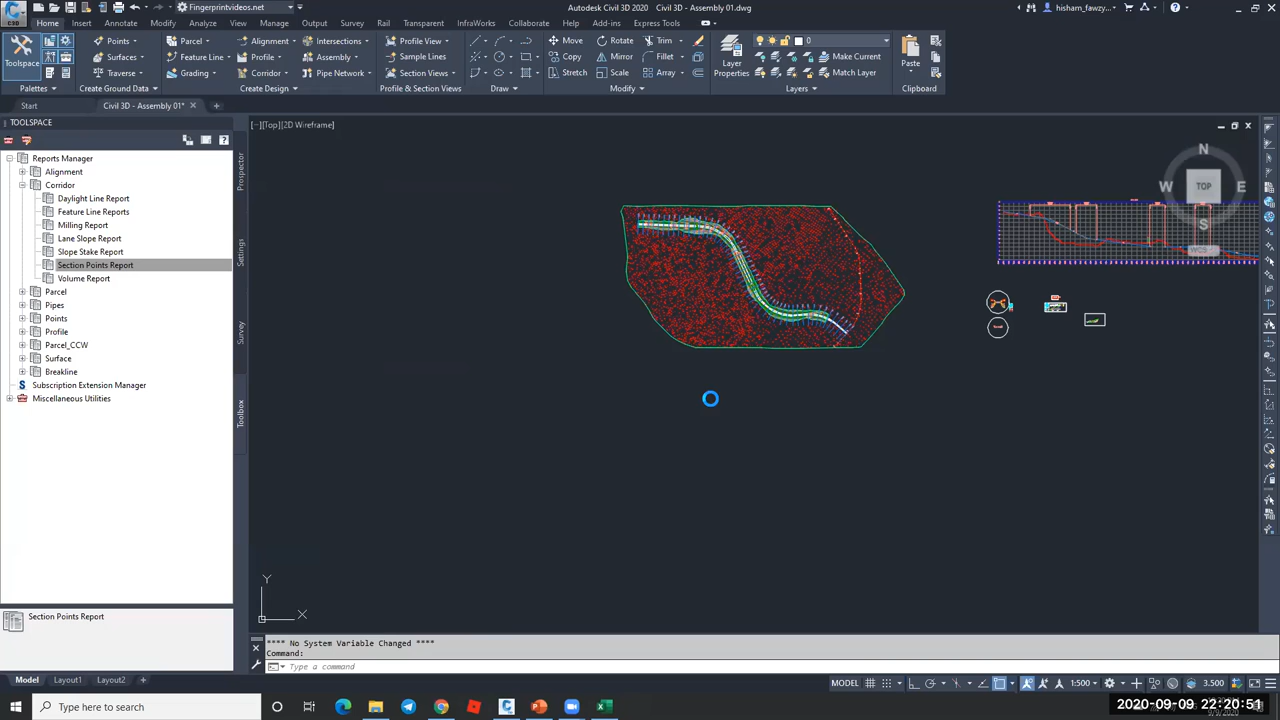 Fingerprintvideos.net
Autodesk Civil 3D 2020   Civil 3D - Assembly 01.dwg
hisham_fawzy...
C3D
Home Insert Annotate Modify Analyze View Manage Output Survey Rail Transparent InfraWorks Collaborate Help Add-ins Express Tools
Toolspace
Points
Surfaces
Traverse
Parcel
Feature Line
Grading
Alignment
Profile
Corridor
Intersections
Assembly
Pipe Network
Profile View
Sample Lines
Section Views
Move
Copy
Stretch
Rotate
Mirror
Scale
Trim
Fillet
Array
Layer Properties
0
Make Current
Match Layer
Paste
Palettes
Create Ground Data
Create Design
Profile & Section Views
Draw
Modify
Layers
Clipboard
Start
Civil 3D - Assembly 01*
TOOLSPACE
[−][Top][2D Wireframe]
Prospector
Settings
Survey
Toolbox
Reports Manager
Alignment
Corridor
Daylight Line Report
Feature Line Reports
Milling Report
Lane Slope Report
Slope Stake Report
Section Points Report
Volume Report
Parcel
Pipes
Points
Profile
Parcel_CCW
Surface
Breakline
Subscription Extension Manager
Miscellaneous Utilities
N
W
TOP
E
S
WCS
Y
X
Section Points Report
**** No System Variable Changed ****
Command:
Type a command
Model Layout1 Layout2
MODEL
1:500
3.500
Type here to search
2020-09-09 22:20:51